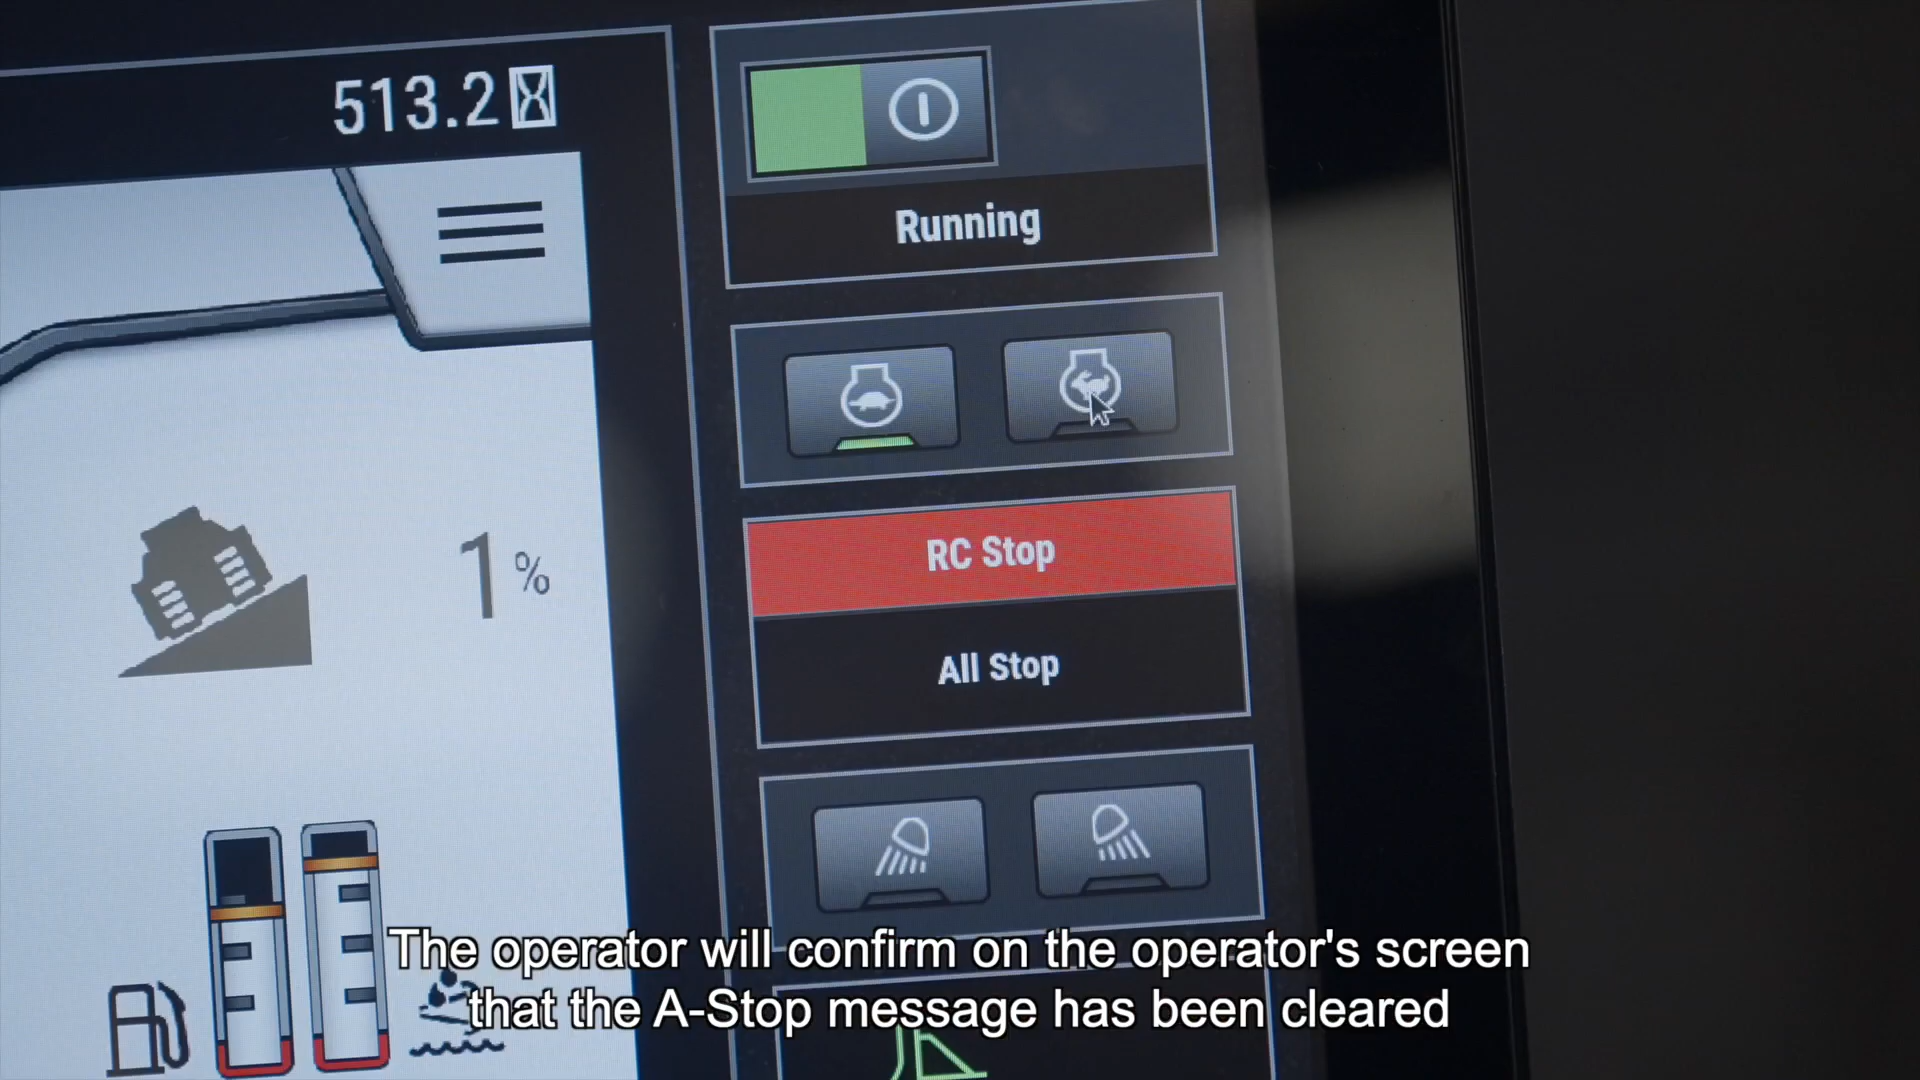 513.2
Running
1 %
RC Stop
All Stop
The operator will confirm on the operator's screen
that the A-Stop message has been cleared